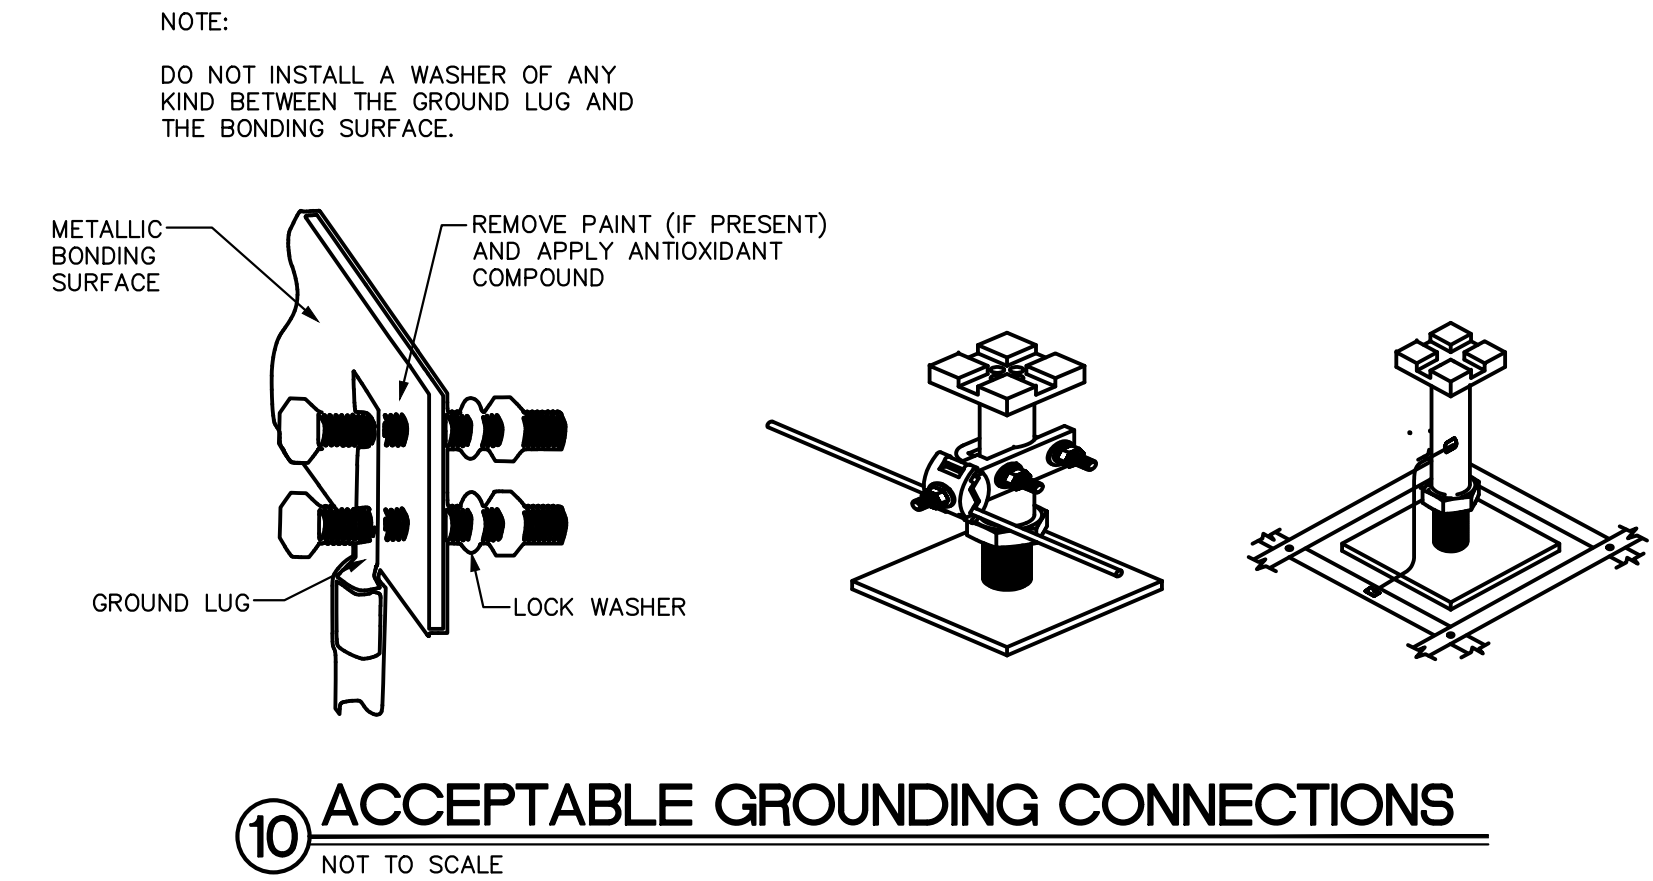 NOTE:
DO NOT INSTALL A WASHER OF ANY
KIND BETWEEN THE GROUND LUG AND
THE BONDING SURFACE.
METALLIC
BONDING
SURFACE
REMOVE PAINT (IF PRESENT)
AND APPLY ANTIOXIDANT
COMPOUND
GROUND LUG
LOCK WASHER
10
ACCEPTABLE GROUNDING CONNECTIONS
NOT TO SCALE